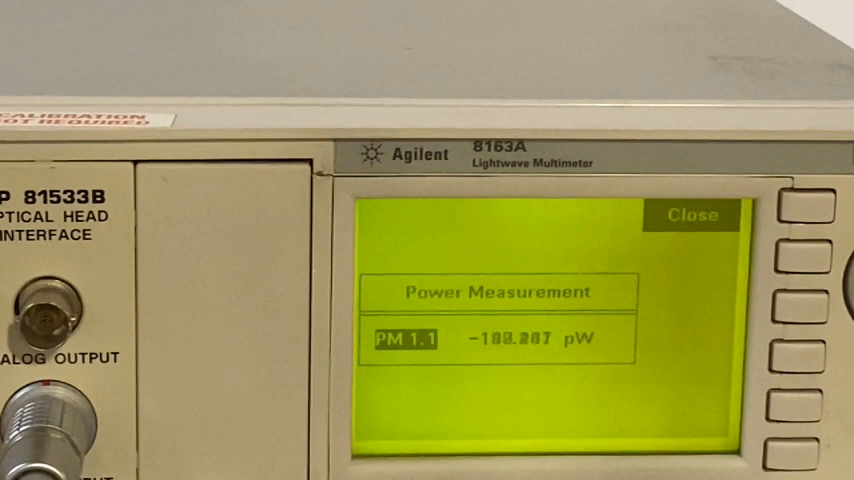 CALIBRATION
NOT REQUIRED
Agilent
8163A
Lightwave Multimeter
P 81533B
PTICAL HEAD
INTERFACE
Close
Power Measurement
PM 1.1 pW
ALOG OUTPUT